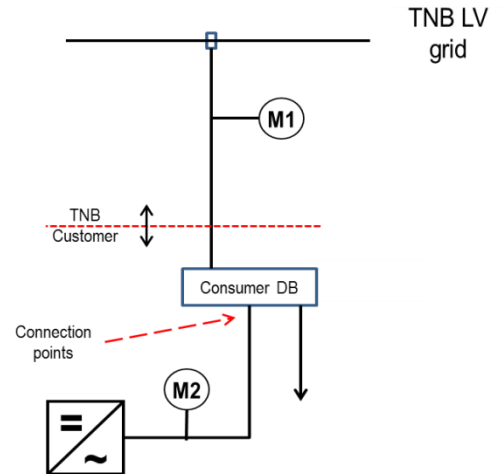 TNB LV
grid
M1
TNB
Customer
Consumer DB
Connection
points
M2
=
~